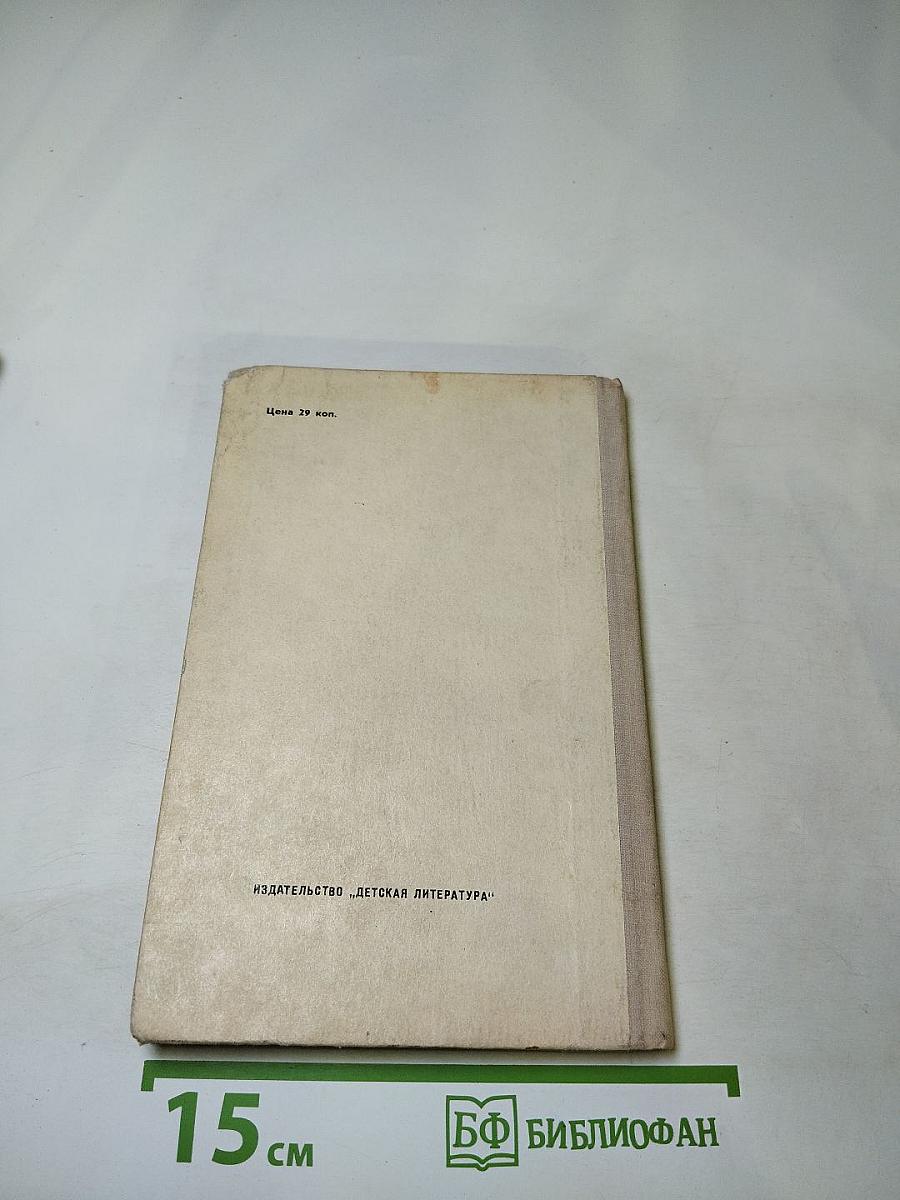 Цена 29 коп.
ИЗДАТЕЛЬСТВО „ДЕТСКАЯ ЛИТЕРАТУРА“
15 см
БФ БИБЛИОФАН